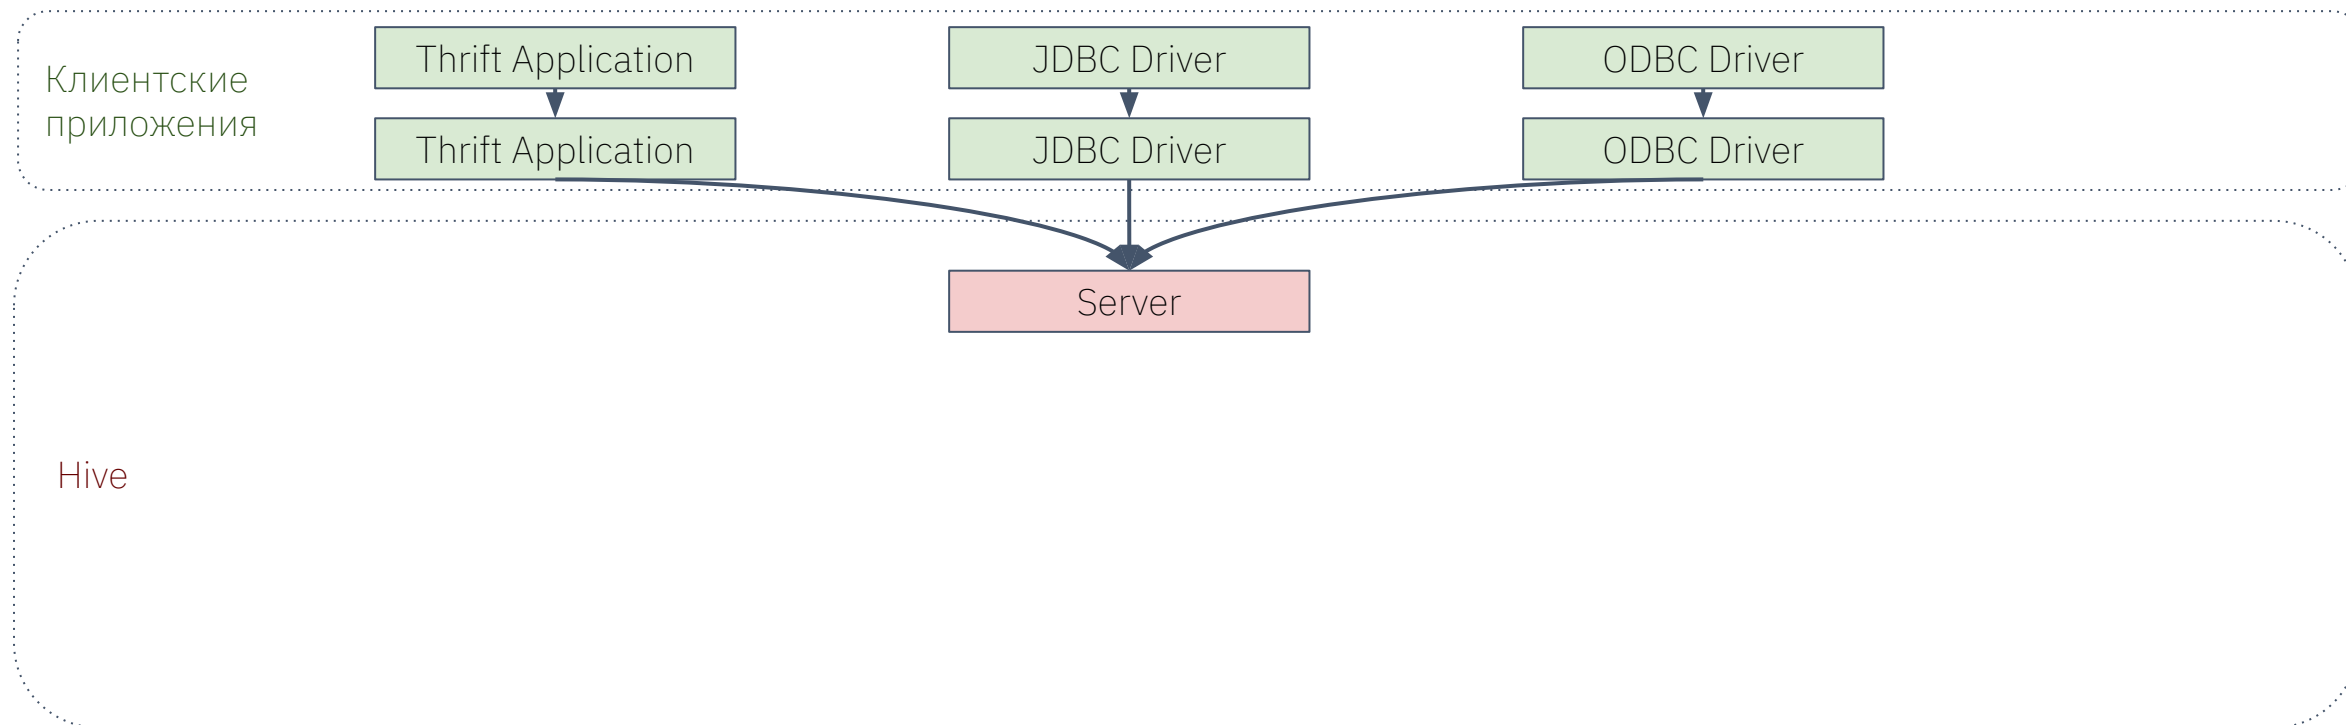 Thrift Application
JDBC Driver
ODBC Driver
Клиентские
приложения
Thrift Application
JDBC Driver
ODBC Driver
Server
Hive